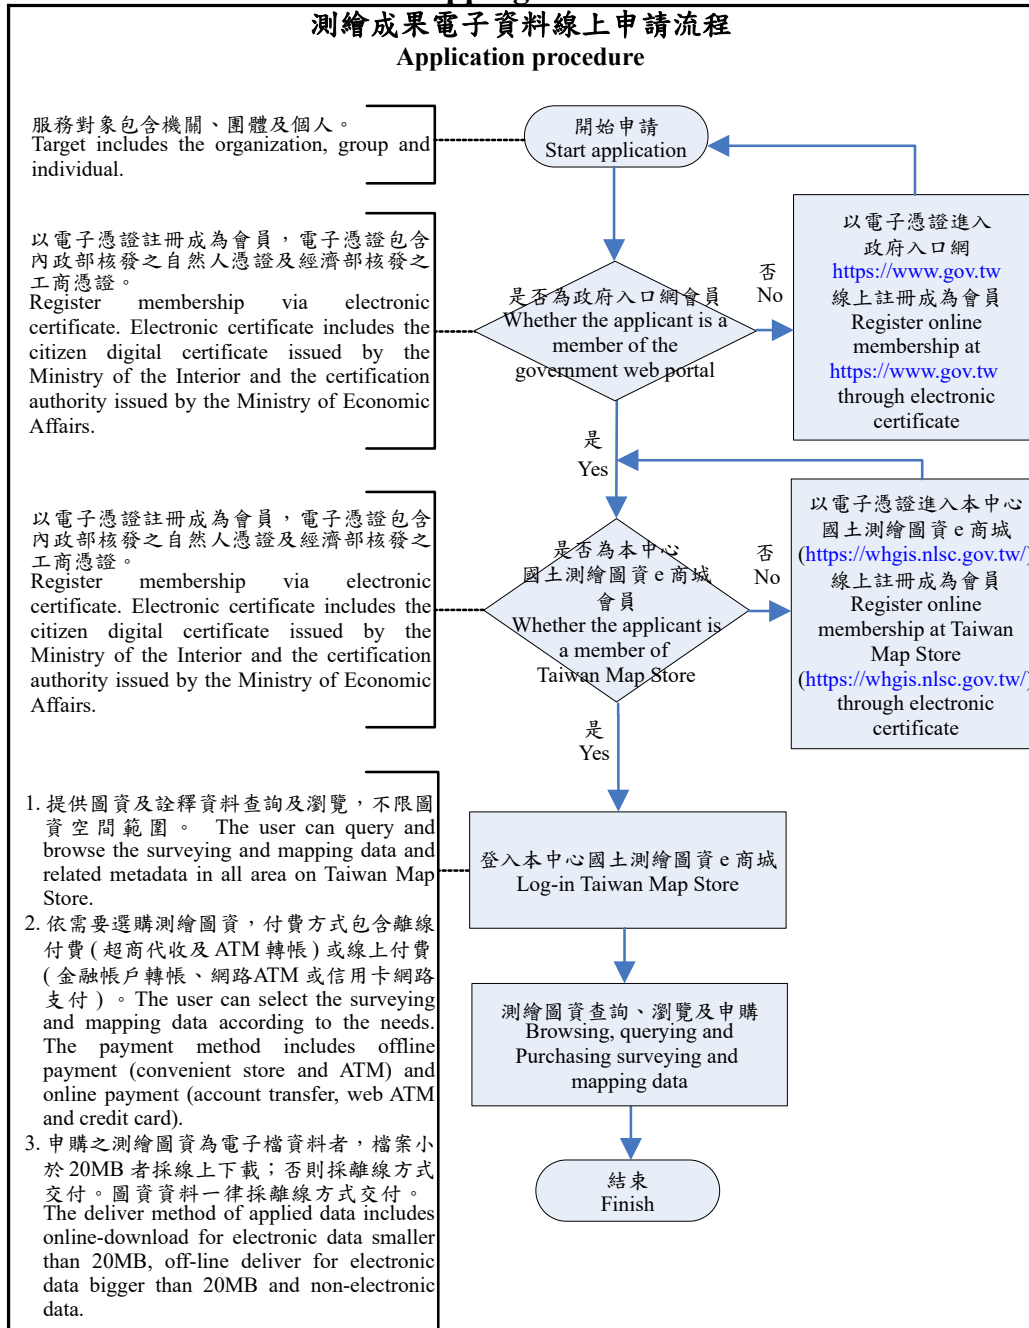 測繪成果電子資料線上申請流程
Application procedure
服務對象包含機關、團體及個人。
Target includes the organization, group and
individual.
開始申請
Start application
以電子憑證註冊成為會員，電子憑證包含
內政部核發之自然人憑證及經濟部核發之
工商憑證。
Register membership via electronic
certificate. Electronic certificate includes the
citizen digital certificate issued by the
Ministry of the Interior and the certification
authority issued by the Ministry of Economic
Affairs.
是否為政府入口網會員
Whether the applicant is a
member of the
government web portal
否
No
以電子憑證進入
政府入口網
https://www.gov.tw
線上註冊成為會員
Register online
membership at
https://www.gov.tw
through electronic
certificate
是
Yes
以電子憑證註冊成為會員，電子憑證包含
內政部核發之自然人憑證及經濟部核發之
工商憑證。
Register membership via electronic
certificate. Electronic certificate includes the
citizen digital certificate issued by the
Ministry of the Interior and the certification
authority issued by the Ministry of Economic
Affairs.
是否為本中心
國土測繪圖資 e 商城
會員
Whether the applicant is
a member of
Taiwan Map Store
否
No
以電子憑證進入本中心
國土測繪圖資 e 商城
(https://whgis.nlsc.gov.tw/)
線上註冊成為會員
Register online
membership at Taiwan
Map Store
(https://whgis.nlsc.gov.tw/)
through electronic
certificate
是
Yes
1. 提供圖資及詮釋資料查詢及瀏覽，不限圖
資空間範圍。 The user can query and
browse the surveying and mapping data and
related metadata in all area on Taiwan Map
Store.
2. 依需要選購測繪圖資，付費方式包含離線
付費 ( 超商代收及 ATM 轉帳 ) 或線上付費
( 金融帳戶轉帳、網路ATM 或信用卡網路
支付 ) 。The user can select the surveying
and mapping data according to the needs.
The payment method includes offline
payment (convenient store and ATM) and
online payment (account transfer, web ATM
and credit card).
3. 申購之測繪圖資為電子檔資料者，檔案小
於 20MB 者採線上下載；否則採離線方式
交付。圖資資料一律採離線方式交付。
The deliver method of applied data includes
online-download for electronic data smaller
than 20MB, off-line deliver for electronic
data bigger than 20MB and non-electronic
data.
登入本中心國土測繪圖資 e 商城
Log-in Taiwan Map Store
測繪圖資查詢、瀏覽及申購
Browsing, querying and
Purchasing surveying and
mapping data
結束
Finish